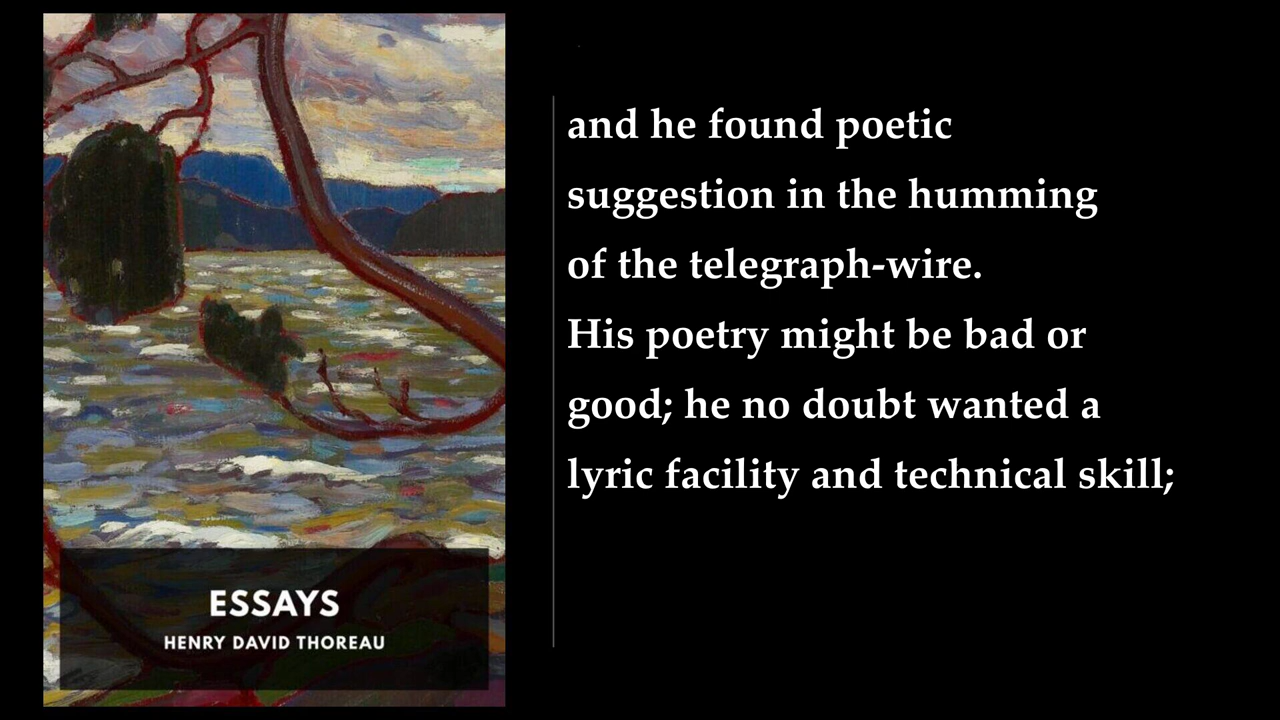 and he found poetic
suggestion in the humming
of the telegraph-wire.
His poetry might be bad or
good; he no doubt wanted a
lyric facility and technical skill;
ESSAYS
HENRY DAVID THOREAU